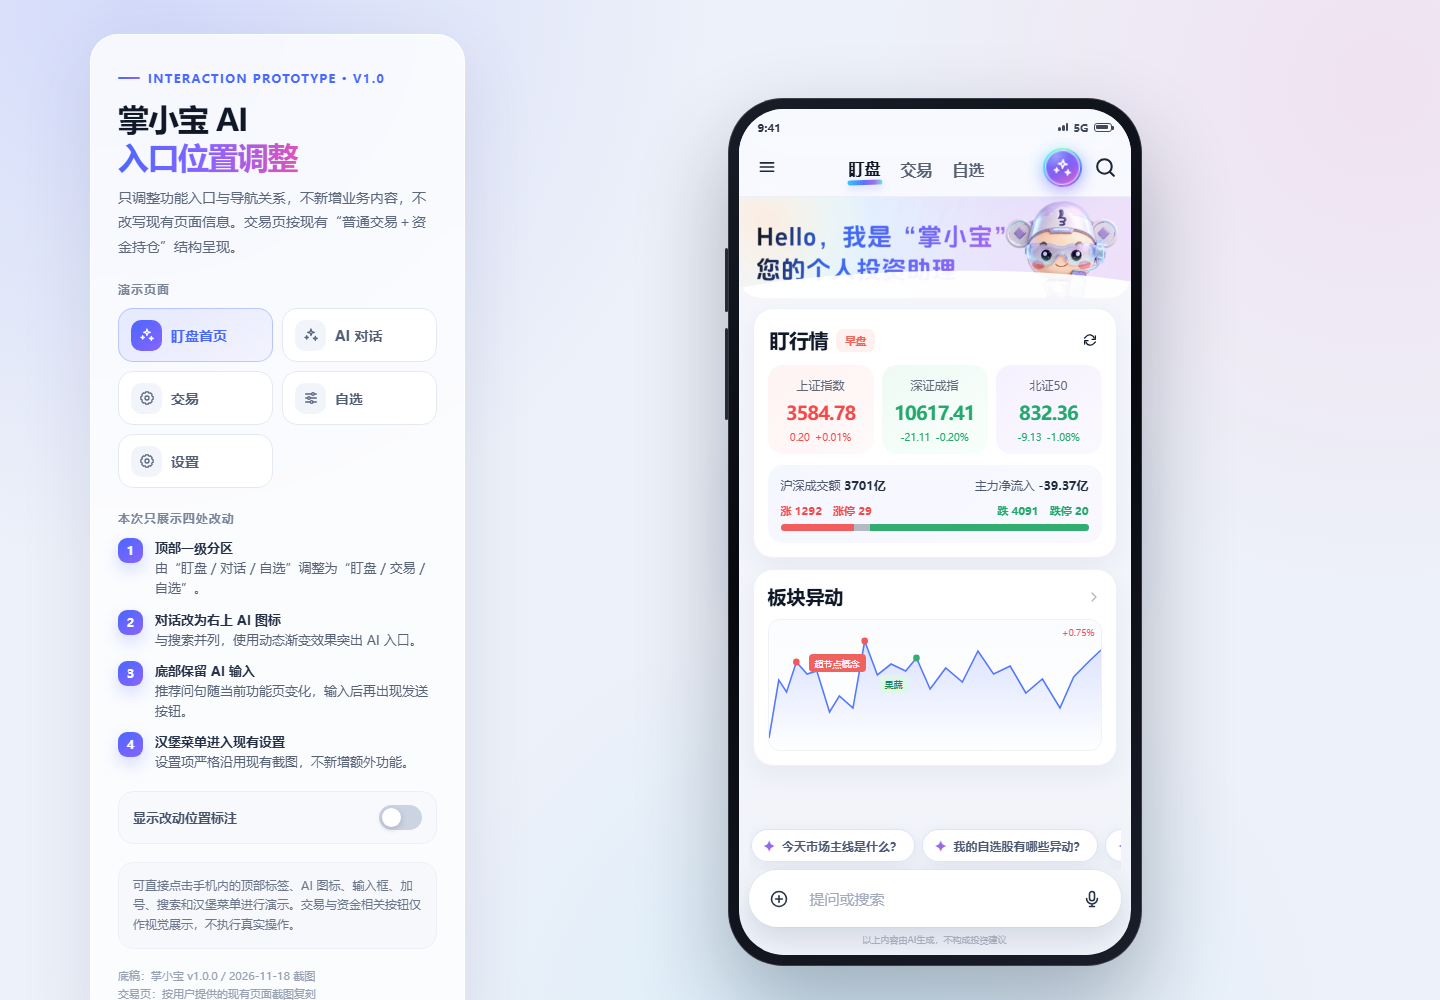 INTERACTION PROTOTYPE • V1.0
掌小宝 AI
入口位置调整
只调整功能入口与导航关系，不新增业务内容，不
改写现有页面信息。交易页按现有“普通交易 + 资
金持仓”结构呈现。
演示页面
盯盘首页
AI 对话
交易
自选
设置
本次只展示四处改动
1 顶部一级分区
由“盯盘 / 对话 / 自选”调整为“盯盘 / 交易 /
自选”。
2 对话改为右上 AI 图标
与搜索并列，使用动态渐变效果突出 AI 入口。
3 底部保留 AI 输入
推荐问句随当前功能页变化，输入后再出现发送
按钮。
4 汉堡菜单进入现有设置
设置项严格沿用现有截图，不新增额外功能。
显示改动位置标注
可直接点击手机内的顶部标签、AI 图标、输入框、加
号、搜索和汉堡菜单进行演示。交易与资金相关按钮仅
作视觉展示，不执行真实操作。
底稿：掌小宝 v1.0.0 / 2026-11-18 截图
交易页：按用户提供的现有页面截图复刻
9:41
5G
盯盘 交易 自选
Hello，我是“掌小宝”
您的个人投资助理
盯行情 早盘
上证指数
3584.78
0.20 +0.01%
深证成指
10617.41
-21.11 -0.20%
北证50
832.36
-9.13 -1.08%
沪深成交额 3701亿
主力净流入 -39.37亿
涨 1292 涨停 29
跌 4091 跌停 20
板块异动
+0.75%
超节点概念
果蔬
今天市场主线是什么？
我的自选股有哪些异动？
提问或搜索
以上内容由AI生成，不构成投资建议